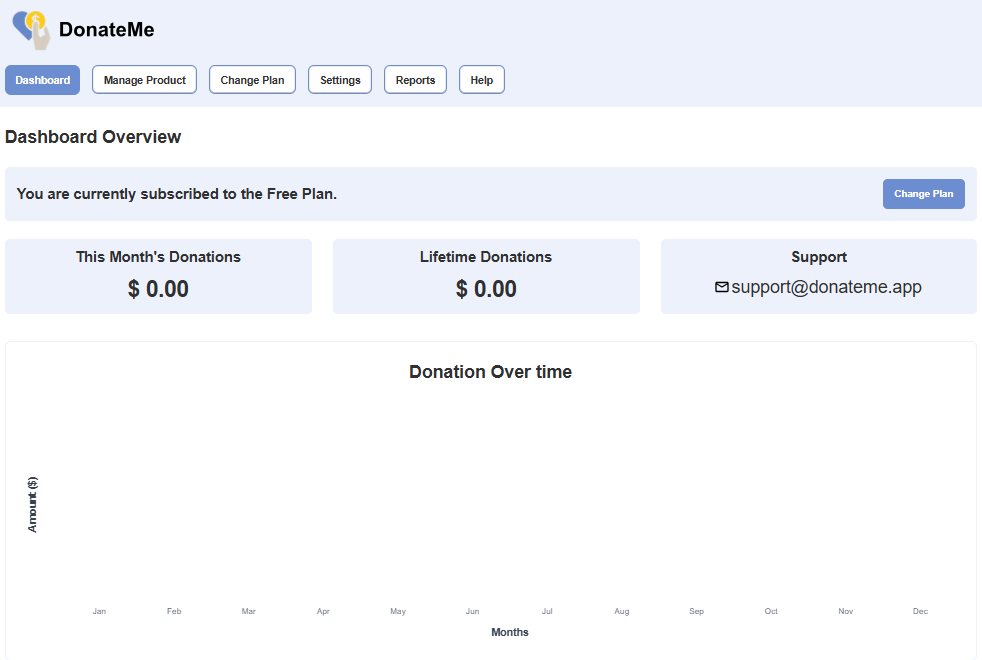 DonateMe
Dashboard Manage Product Change Plan Settings Reports Help
Dashboard Overview
You are currently subscribed to the Free Plan. Change Plan
This Month's Donations Lifetime Donations Support
$ 0.00 $ 0.00 support@donateme.app
Donation Over time
Amount ($)
Jan Feb Mar Apr May Jun Jul Aug Sep Oct Nov Dec
Months